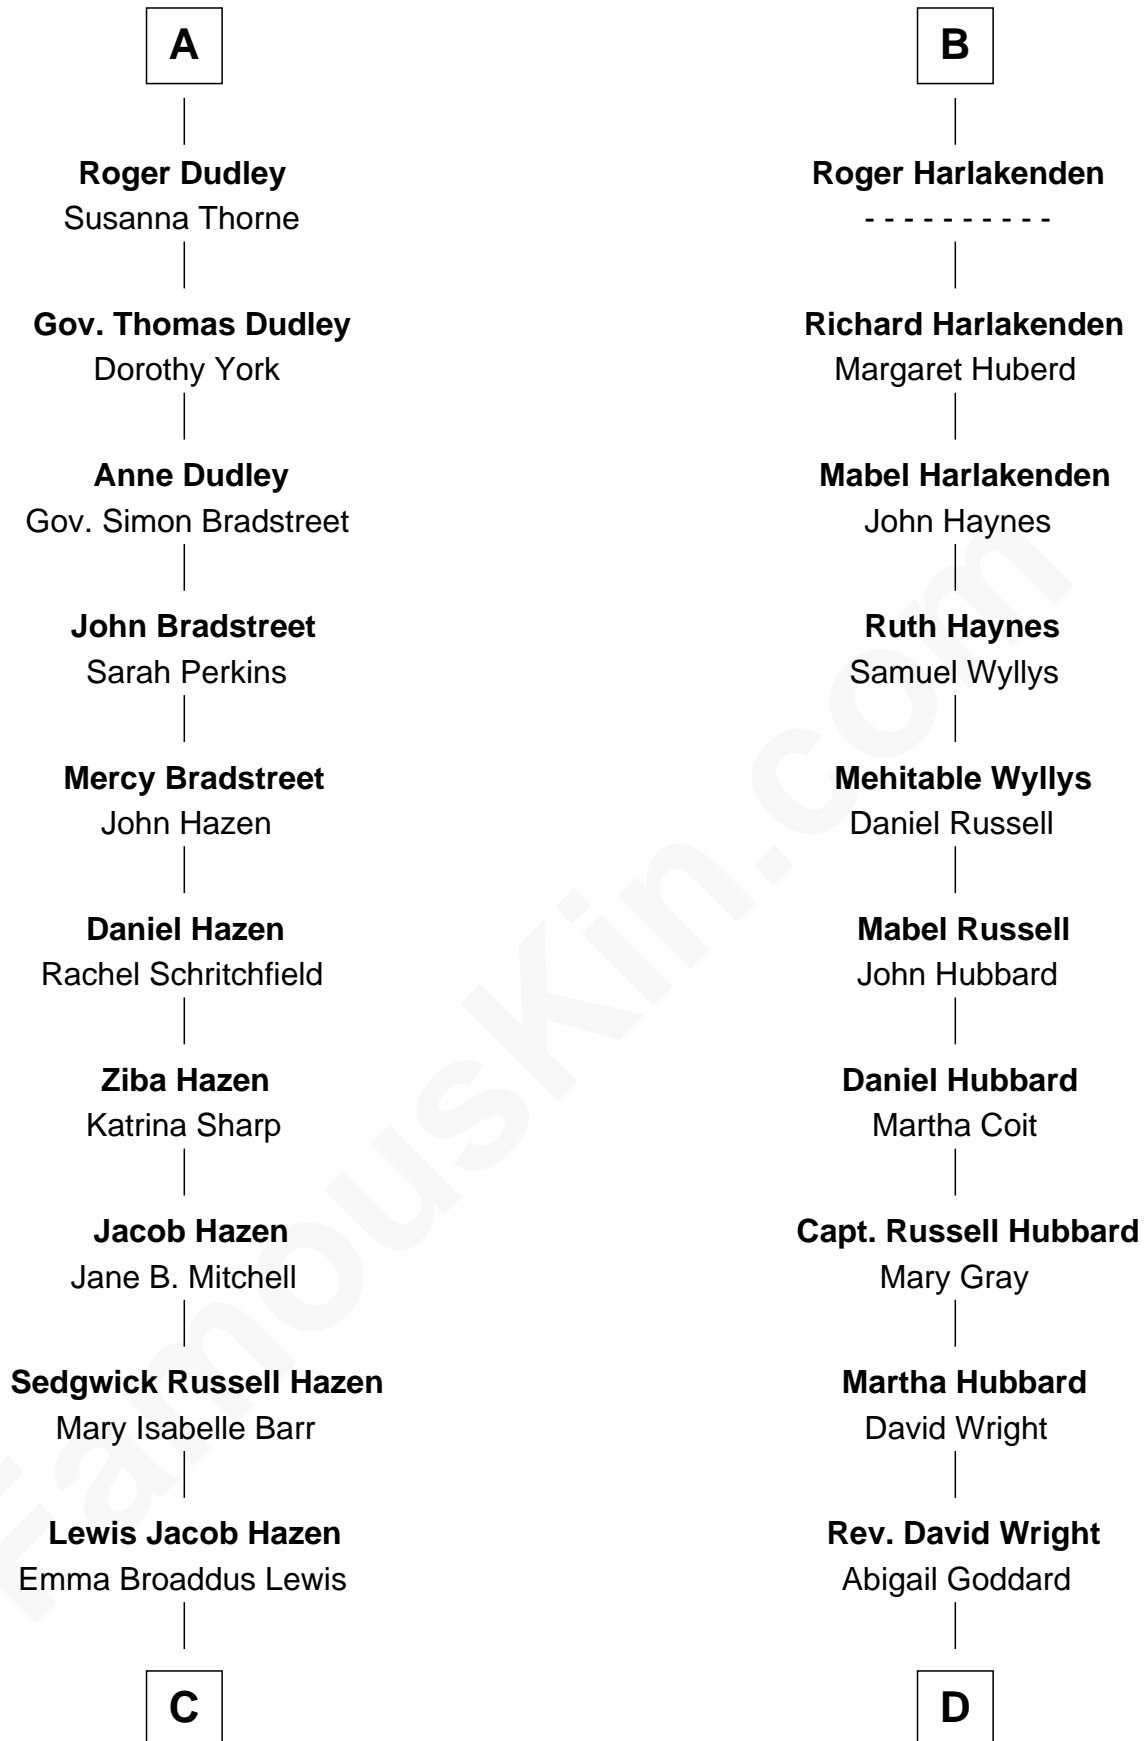 A
Roger Dudley
Susanna Thorne
Gov. Thomas Dudley
Dorothy York
Anne Dudley
Gov. Simon Bradstreet
John Bradstreet
Sarah Perkins
Mercy Bradstreet
John Hazen
Daniel Hazen
Rachel Schritchfield
Ziba Hazen
Katrina Sharp
Jacob Hazen
Jane B. Mitchell
Sedgwick Russell Hazen
Mary Isabelle Barr
Lewis Jacob Hazen
Emma Broaddus Lewis
C
B
Roger Harlakenden
- - - - - - - - - -
Richard Harlakenden
Margaret Huberd
Mabel Harlakenden
John Haynes
Ruth Haynes
Samuel Wyllys
Mehitable Wyllys
Daniel Russell
Mabel Russell
John Hubbard
Daniel Hubbard
Martha Coit
Capt. Russell Hubbard
Mary Gray
Martha Hubbard
David Wright
Rev. David Wright
Abigail Goddard
D
FamousKin.com